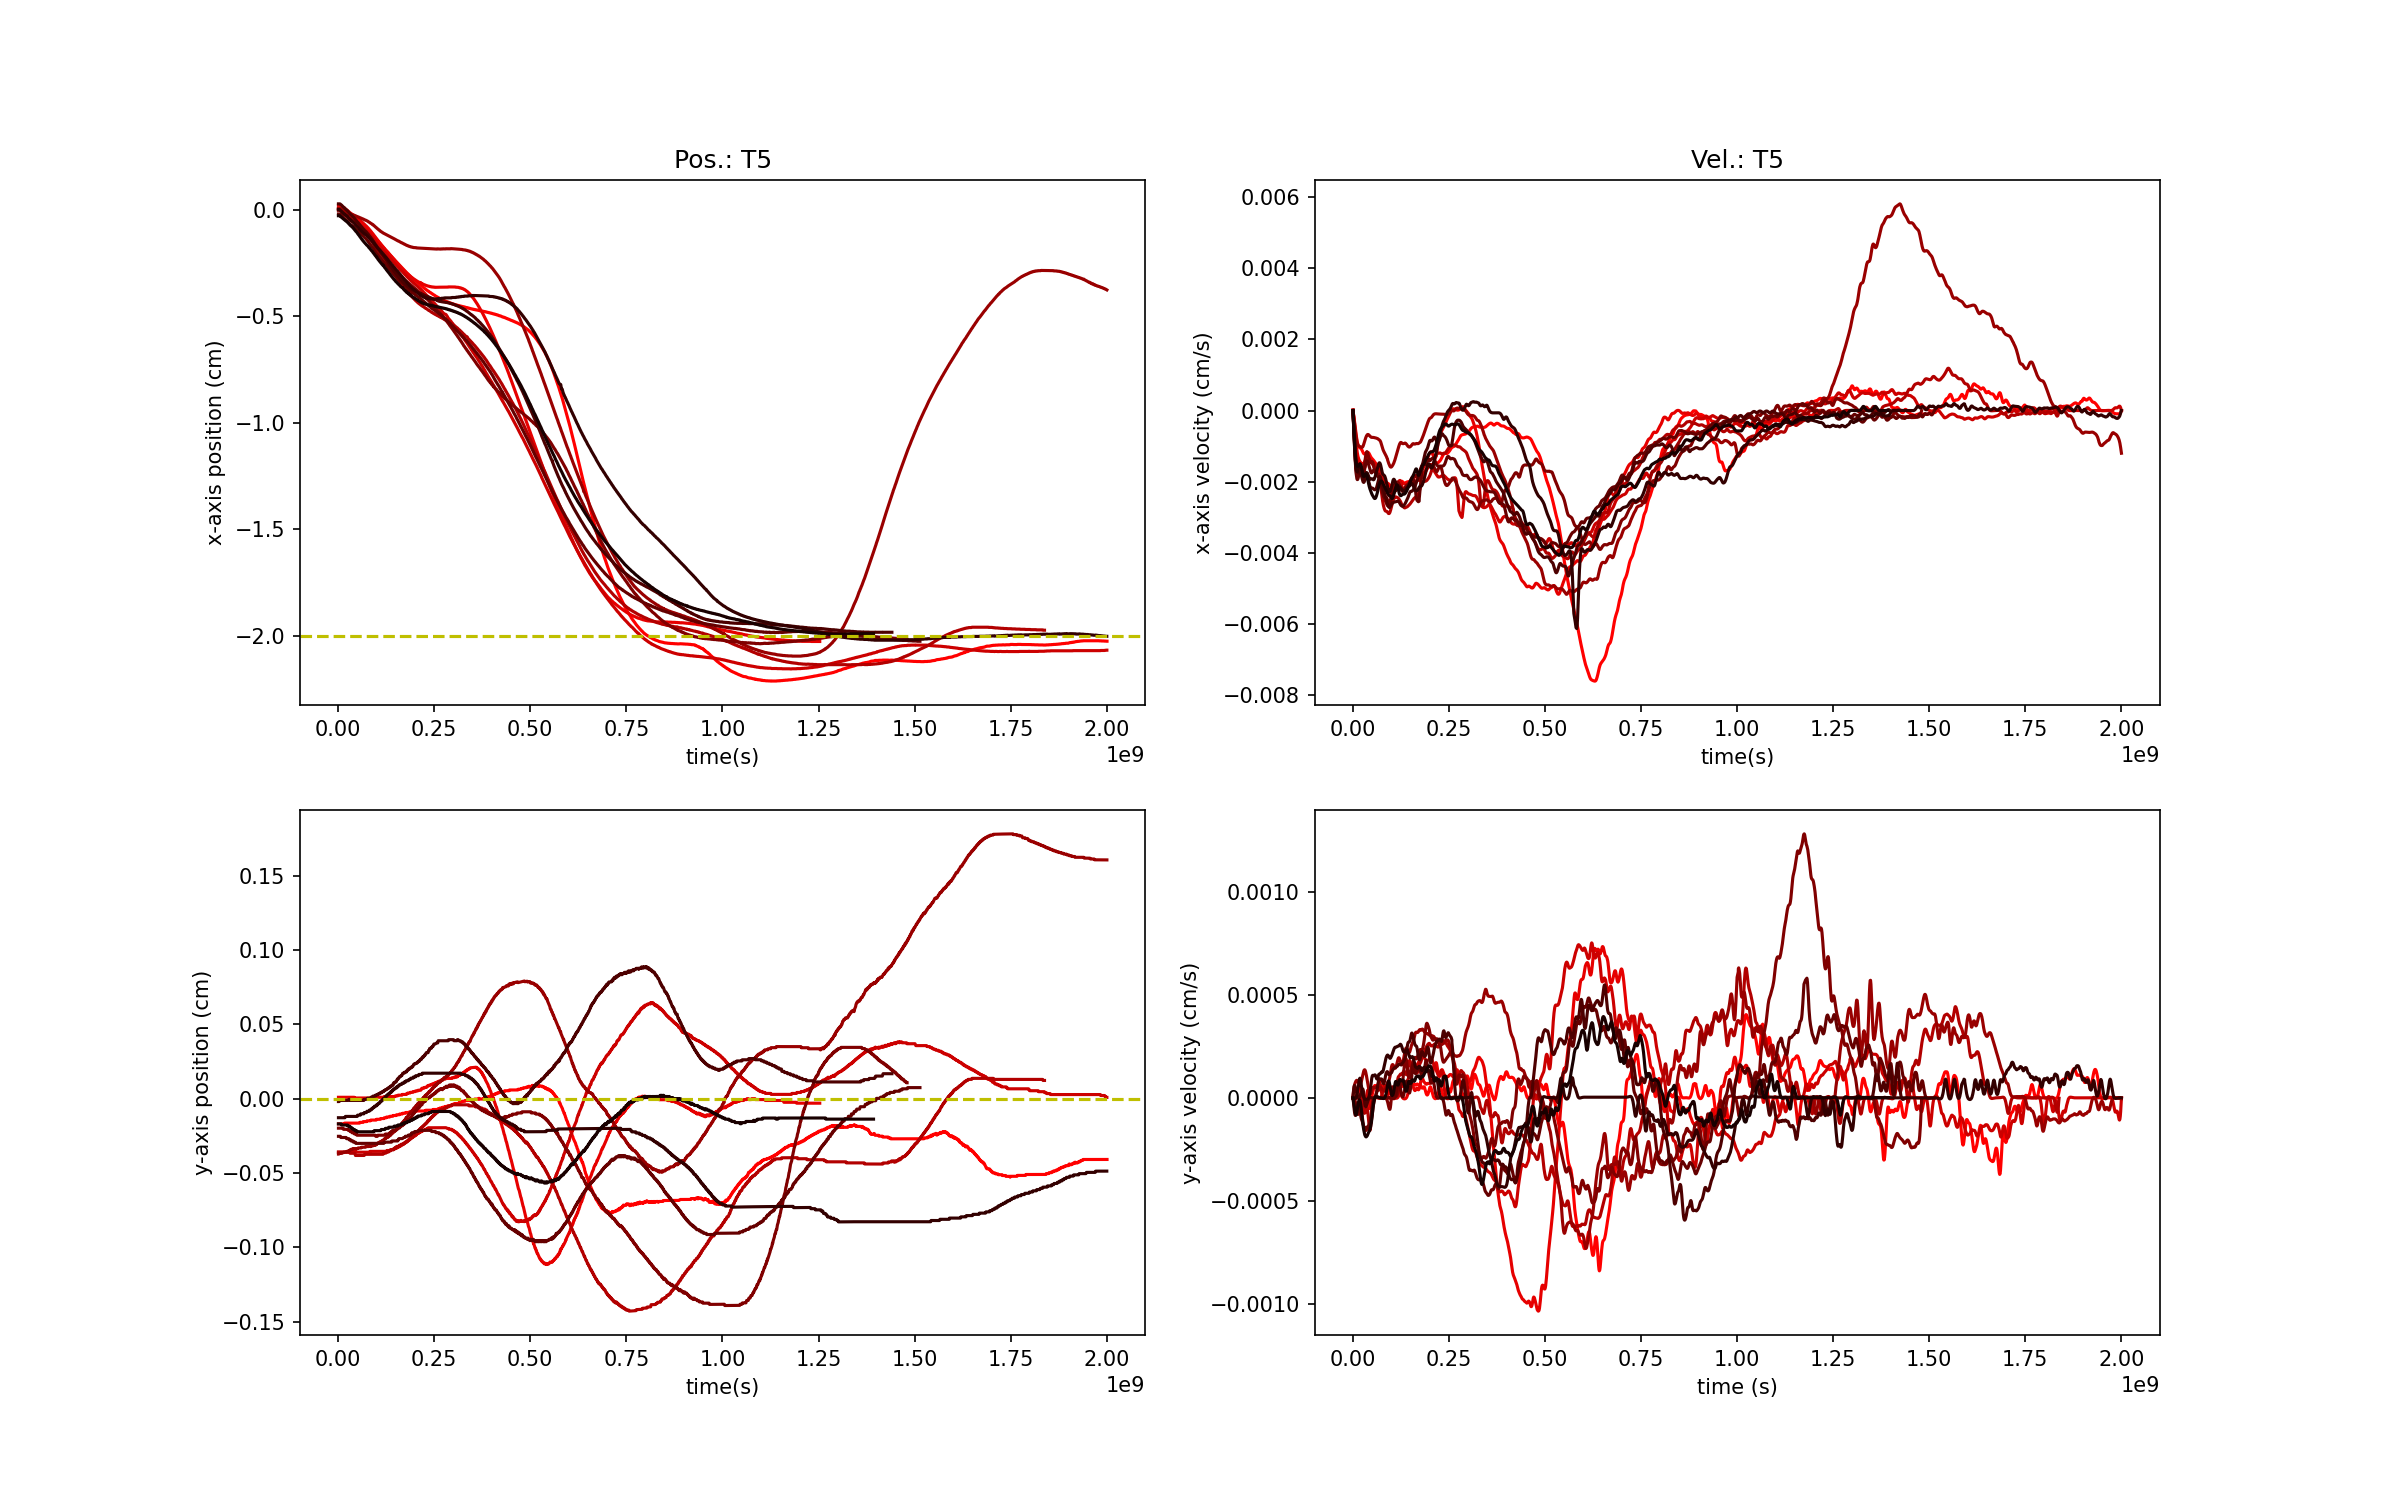 Pos.: T5
0.0
−0.5
−1.0
−1.5
−2.0
x-axis position (cm)
0.00 0.25 0.50 0.75 1.00 1.25 1.50 1.75 2.00
1e9
time(s)
Vel.: T5
0.006
0.004
0.002
0.000
−0.002
−0.004
−0.006
−0.008
x-axis velocity (cm/s)
0.00 0.25 0.50 0.75 1.00 1.25 1.50 1.75 2.00
1e9
time(s)
0.15
0.10
0.05
0.00
−0.05
−0.10
−0.15
y-axis position (cm)
0.00 0.25 0.50 0.75 1.00 1.25 1.50 1.75 2.00
1e9
time(s)
0.0010
0.0005
0.0000
−0.0005
−0.0010
y-axis velocity (cm/s)
0.00 0.25 0.50 0.75 1.00 1.25 1.50 1.75 2.00
1e9
time (s)